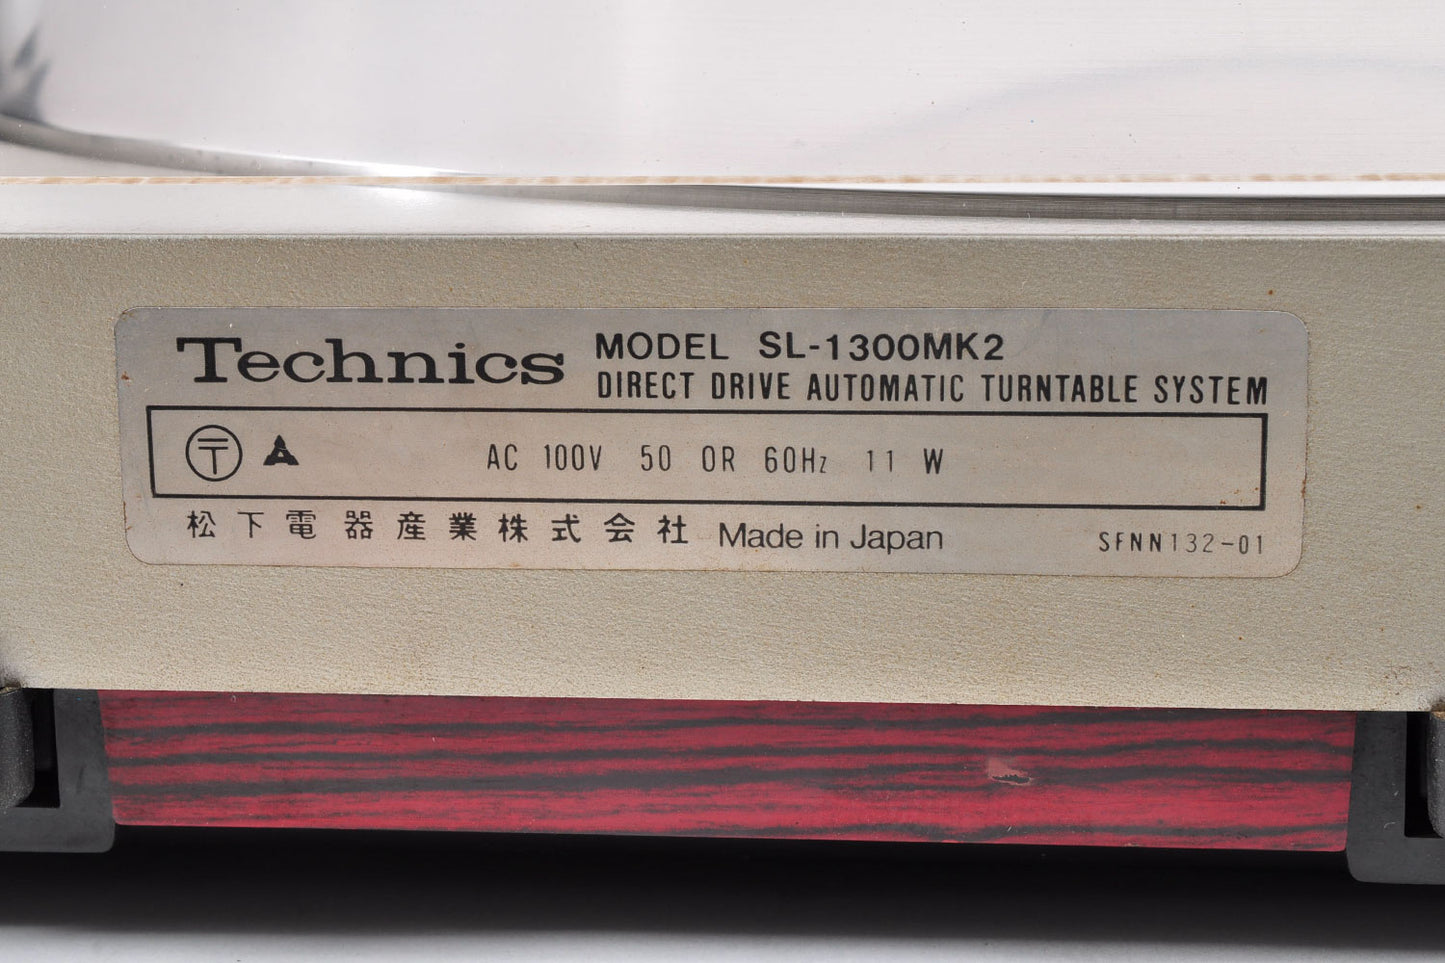 Technics MODEL SL-1300MK2
DIRECT DRIVE AUTOMATIC TURNTABLE SYSTEM
〒 AC 100V 50 OR 60Hz 11 W
松下電器産業株式会社 Made in Japan SFNN132-01